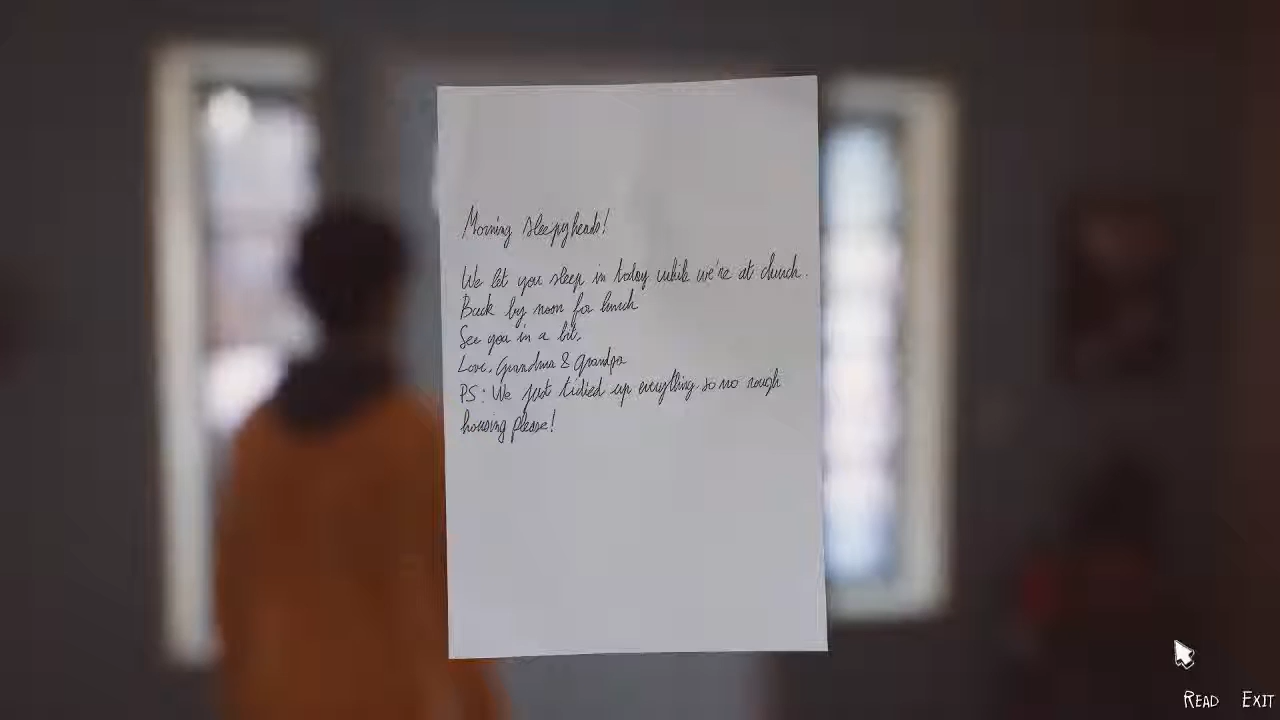 Morning sleepyheads!
We let you sleep in today while we're at church.
Back by noon for lunch
See you in a bit,
Love, Grandma & Grandpa
PS: We just tidied up everything so no rough
housing please!
READ EXIT